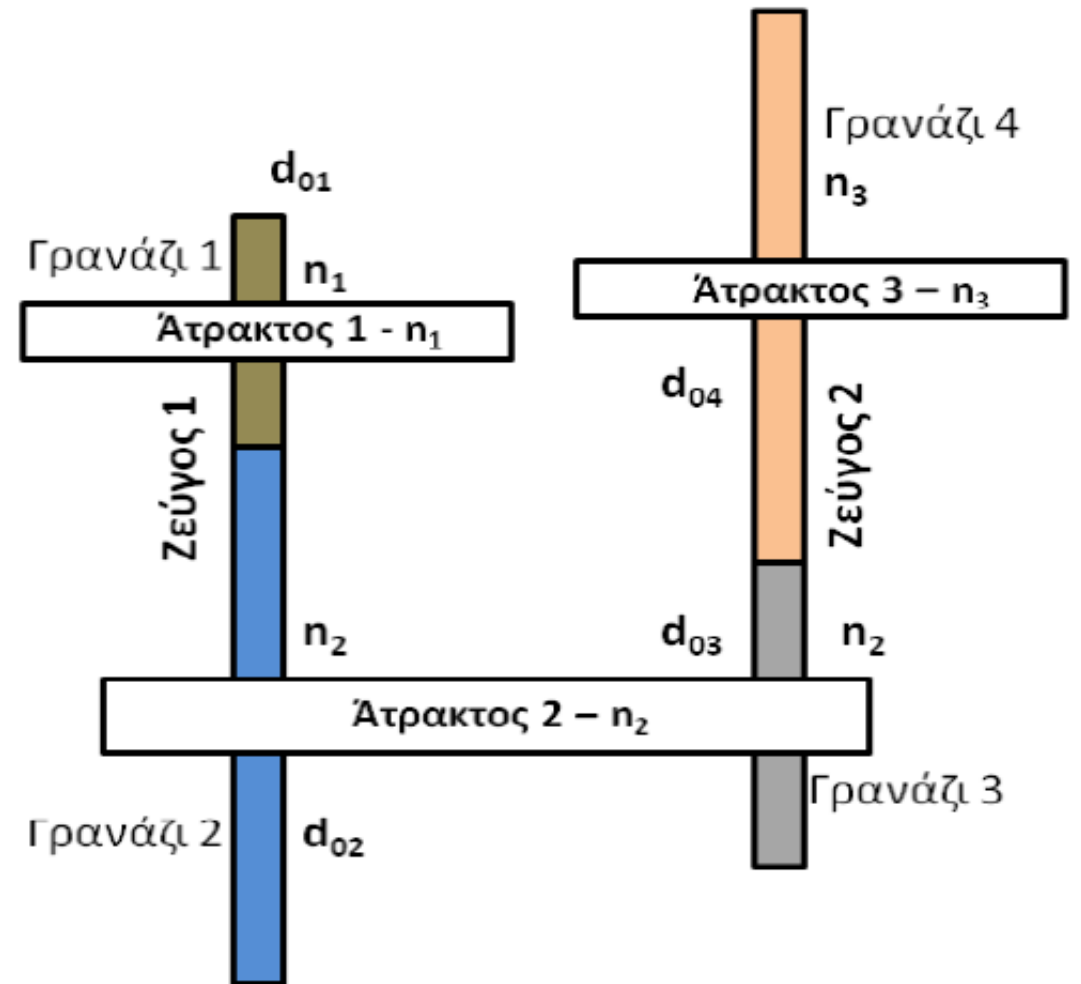 d₀₁
Γρανάζι 1
n₁
Άτρακτος 1 - n₁
Ζεύγος 1
n₂
Άτρακτος 2 – n₂
Γρανάζι 2
d₀₂
Γρανάζι 4
n₃
Άτρακτος 3 – n₃
d₀₄
Ζεύγος 2
d₀₃
n₂
Γρανάζι 3